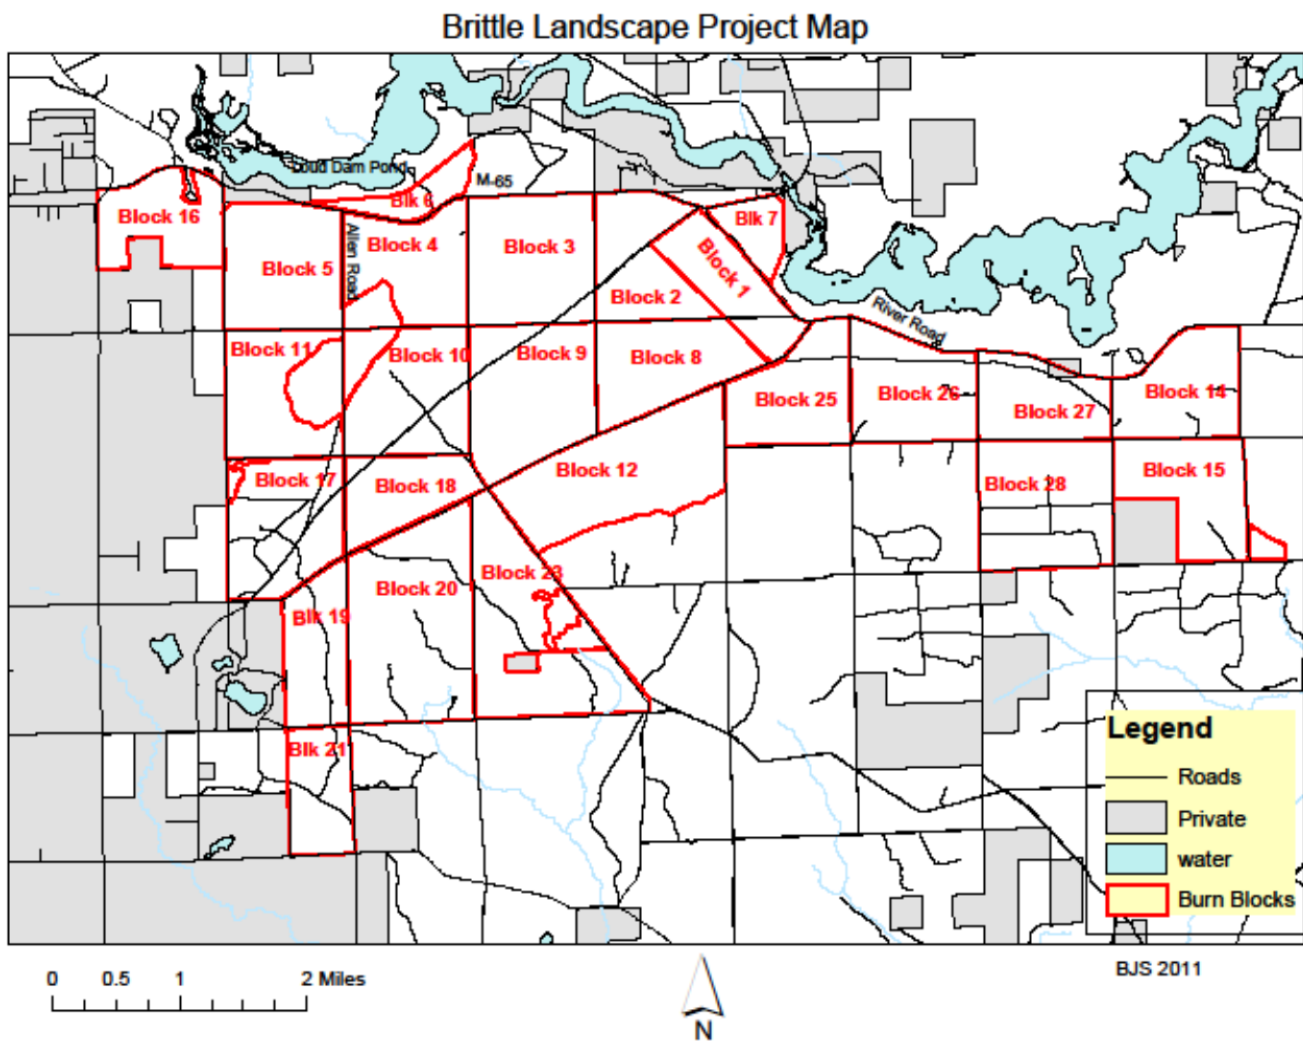 Brittle Landscape Project Map
Loud Dam Pond
M-65
Blk 6
Block 16
Blk 7
Block 4
Block 3
Block 5
Block 1
Allen Road
Block 2
River Road
Block 11
Block 10
Block 9
Block 8
Block 25
Block 26
Block 27
Block 14
Block 17
Block 18
Block 12
Block 28
Block 15
Block 20
Block 23
Blk 19
Blk 21
Legend
Roads
Private
water
Burn Blocks
0 0.5 1 2 Miles
N
BJS 2011